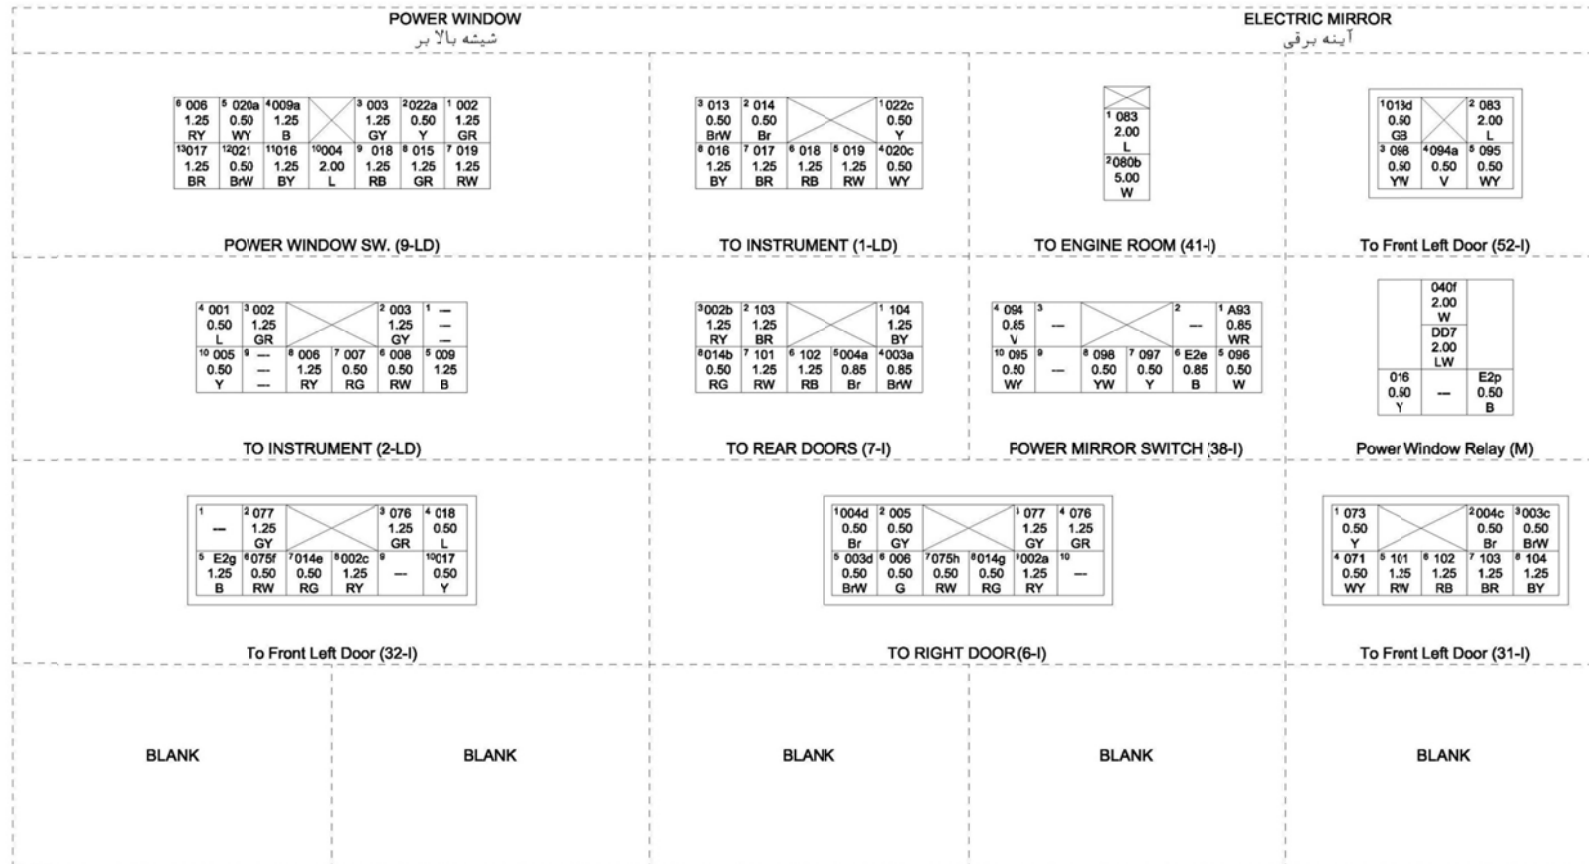 POWER WINDOW
شیشه بالا بر
ELECTRIC MIRROR
آینه برقی
6 006 5 020a 4 009a 3 003 2 022a 1 002
1.25 0.50 1.25 1.25 0.50 1.25
RY WY B GY Y GR
13 017 12 021 11 016 10 004 9 018 8 015 7 019
1.25 0.50 1.25 2.00 1.25 1.25 1.25
BR BrW BY L RB GR RW
POWER WINDOW SW. (9-LD)
3 013 2 014 1 022c
0.50 0.50 0.50
BrW Br Y
8 016 7 017 6 018 5 019 4 020c
1.25 1.25 1.25 1.25 0.50
BY BR RB RW WY
TO INSTRUMENT (1-LD)
1 083
2.00
L
2 080b
5.00
W
TO ENGINE ROOM (41-I)
1 018d 2 083
0.50 2.00
GB L
3 098 4 094a 5 095
0.50 0.50 0.50
YW V WY
To Front Left Door (52-I)
4 001 3 002 2 003 1 ---
0.50 1.25 1.25 ---
L GR GY ---
10 005 9 --- 8 006 7 007 6 008 5 009
0.50 --- 1.25 0.50 0.50 1.25
Y --- RY RG RW B
TO INSTRUMENT (2-LD)
3 002b 2 103 1 104
1.25 1.25 1.25
RY BR BY
8 014b 7 101 6 102 5 004a 4 003a
0.50 1.25 1.25 0.85 0.85
RG RW RB Br BrW
TO REAR DOORS (7-I)
4 094 3 2 1 A93
0.85 --- --- 0.85
V WR
10 095 9 8 098 7 097 6 E2e 5 096
0.50 --- 0.50 0.50 0.85 0.50
WY YW Y B W
POWER MIRROR SWITCH (38-I)
040f
2.00
W
DD7
2.00
LW
016 E2p
0.50 --- 0.50
Y B
Power Window Relay (M)
1 2 077 3 076 4 018
--- 1.25 1.25 0.50
GY GR L
5 E2g 6 075f 7 014e 8 002c 9 10 017
1.25 0.50 0.50 1.25 --- 0.50
B RW RG RY Y
To Front Left Door (32-I)
1 004d 2 005 077 4 076
0.50 0.50 1.25 1.25
Br GY GY GR
5 003d 6 006 7 075h 8 014g 002a 10
0.50 0.50 0.50 0.50 1.25 ---
BrW G RW RG RY
TO RIGHT DOOR (6-I)
1 073 2 004c 3 003c
0.50 0.50 0.50
Y Br BrW
4 071 5 101 6 102 7 103 8 104
0.50 1.25 1.25 1.25 1.25
WY RW RB BR BY
To Front Left Door (31-I)
BLANK
BLANK
BLANK
BLANK
BLANK